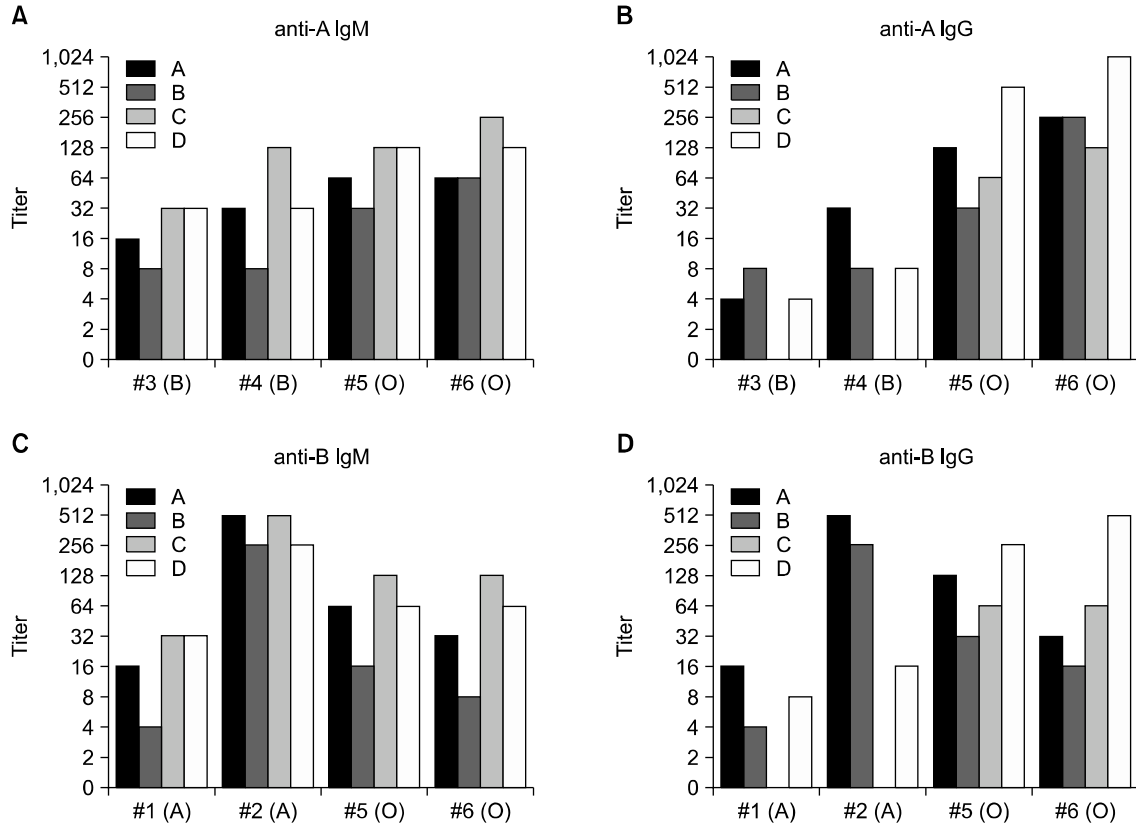 A
anti-A IgM
1,024
512
256
128
64
32
16
8
4
2
0
Titer
A
B
C
D
#3 (B) #4 (B) #5 (O) #6 (O)
B
anti-A IgG
1,024
512
256
128
64
32
16
8
4
2
0
Titer
A
B
C
D
#3 (B) #4 (B) #5 (O) #6 (O)
C
anti-B IgM
1,024
512
256
128
64
32
16
8
4
2
0
Titer
A
B
C
D
#1 (A) #2 (A) #5 (O) #6 (O)
D
anti-B IgG
1,024
512
256
128
64
32
16
8
4
2
0
Titer
A
B
C
D
#1 (A) #2 (A) #5 (O) #6 (O)